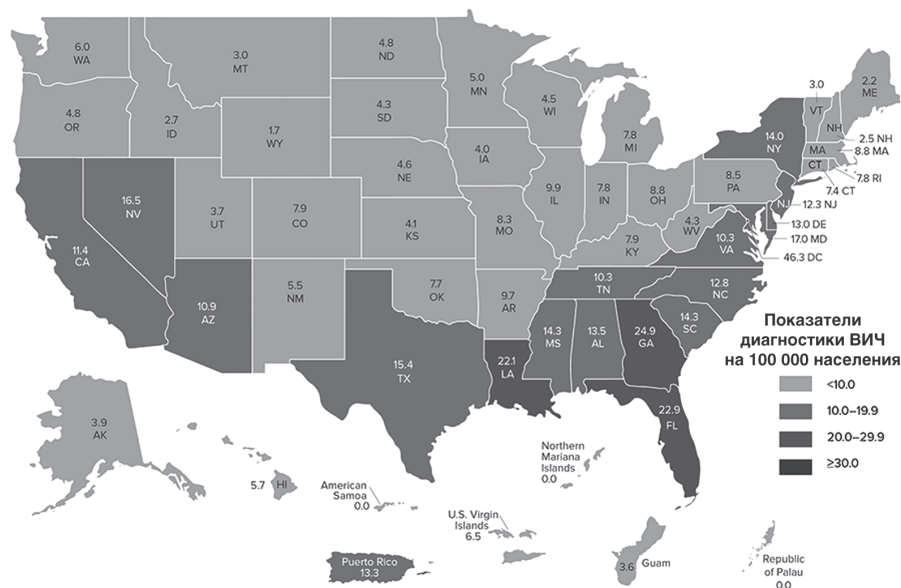 6.0
WA
3.0
MT
4.8
ND
5.0
MN
4.5
WI
7.8
MI
3.0
VT
2.2
ME
4.8
OR
2.7
ID
1.7
WY
4.3
SD
4.0
IA
14.0
NY
NH
2.5 NH
MA
8.8 MA
CT
7.8 RI
7.4 CT
16.5
NV
3.7
UT
7.9
CO
4.6
NE
9.9
IL
7.8
IN
8.8
OH
8.5
PA
NJ
12.3 NJ
13.0 DE
17.0 MD
46.3 DC
11.4
CA
4.1
KS
8.3
MO
7.9
KY
4.3
WV
10.3
VA
10.9
AZ
5.5
NM
7.7
OK
9.7
AR
10.3
TN
12.8
NC
14.3
SC
15.4
TX
22.1
LA
14.3
MS
13.5
AL
24.9
GA
22.9
FL
Показатели
диагностики ВИЧ
на 100 000 населения
<10.0
10.0–19.9
20.0–29.9
≥30.0
3.9
AK
5.7
HI
American
Samoa
0.0
Northern
Mariana
Islands
0.0
U.S. Virgin
Islands
6.5
Puerto Rico
13.3
3.6
Guam
Republic
of Palau
0.0